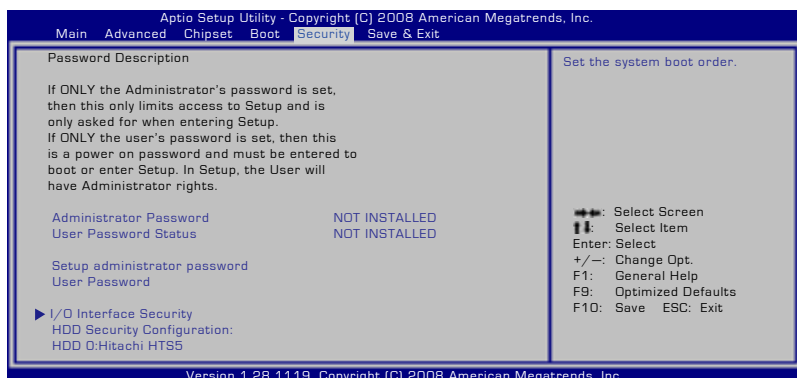 Aptio Setup Utility - Copyright (C) 2008 American Megatrends, Inc.
Main Advanced Chipset Boot Security Save & Exit
Password Description
If ONLY the Administrator's password is set,
then this only limits access to Setup and is
only asked for when entering Setup.
If ONLY the user's password is set, then this
is a power on password and must be entered to
boot or enter Setup. In Setup, the User will
have Administrator rights.
Administrator Password NOT INSTALLED
User Password Status NOT INSTALLED
Setup administrator password
User Password
I/O Interface Security
HDD Security Configuration:
HDD 0:Hitachi HTS5
Set the system boot order.
→←: Select Screen
↑↓: Select Item
Enter: Select
+/—: Change Opt.
F1: General Help
F9: Optimized Defaults
F10: Save ESC: Exit
Version 1.28.1119. Copyright (C) 2008 American Megatrends, Inc.